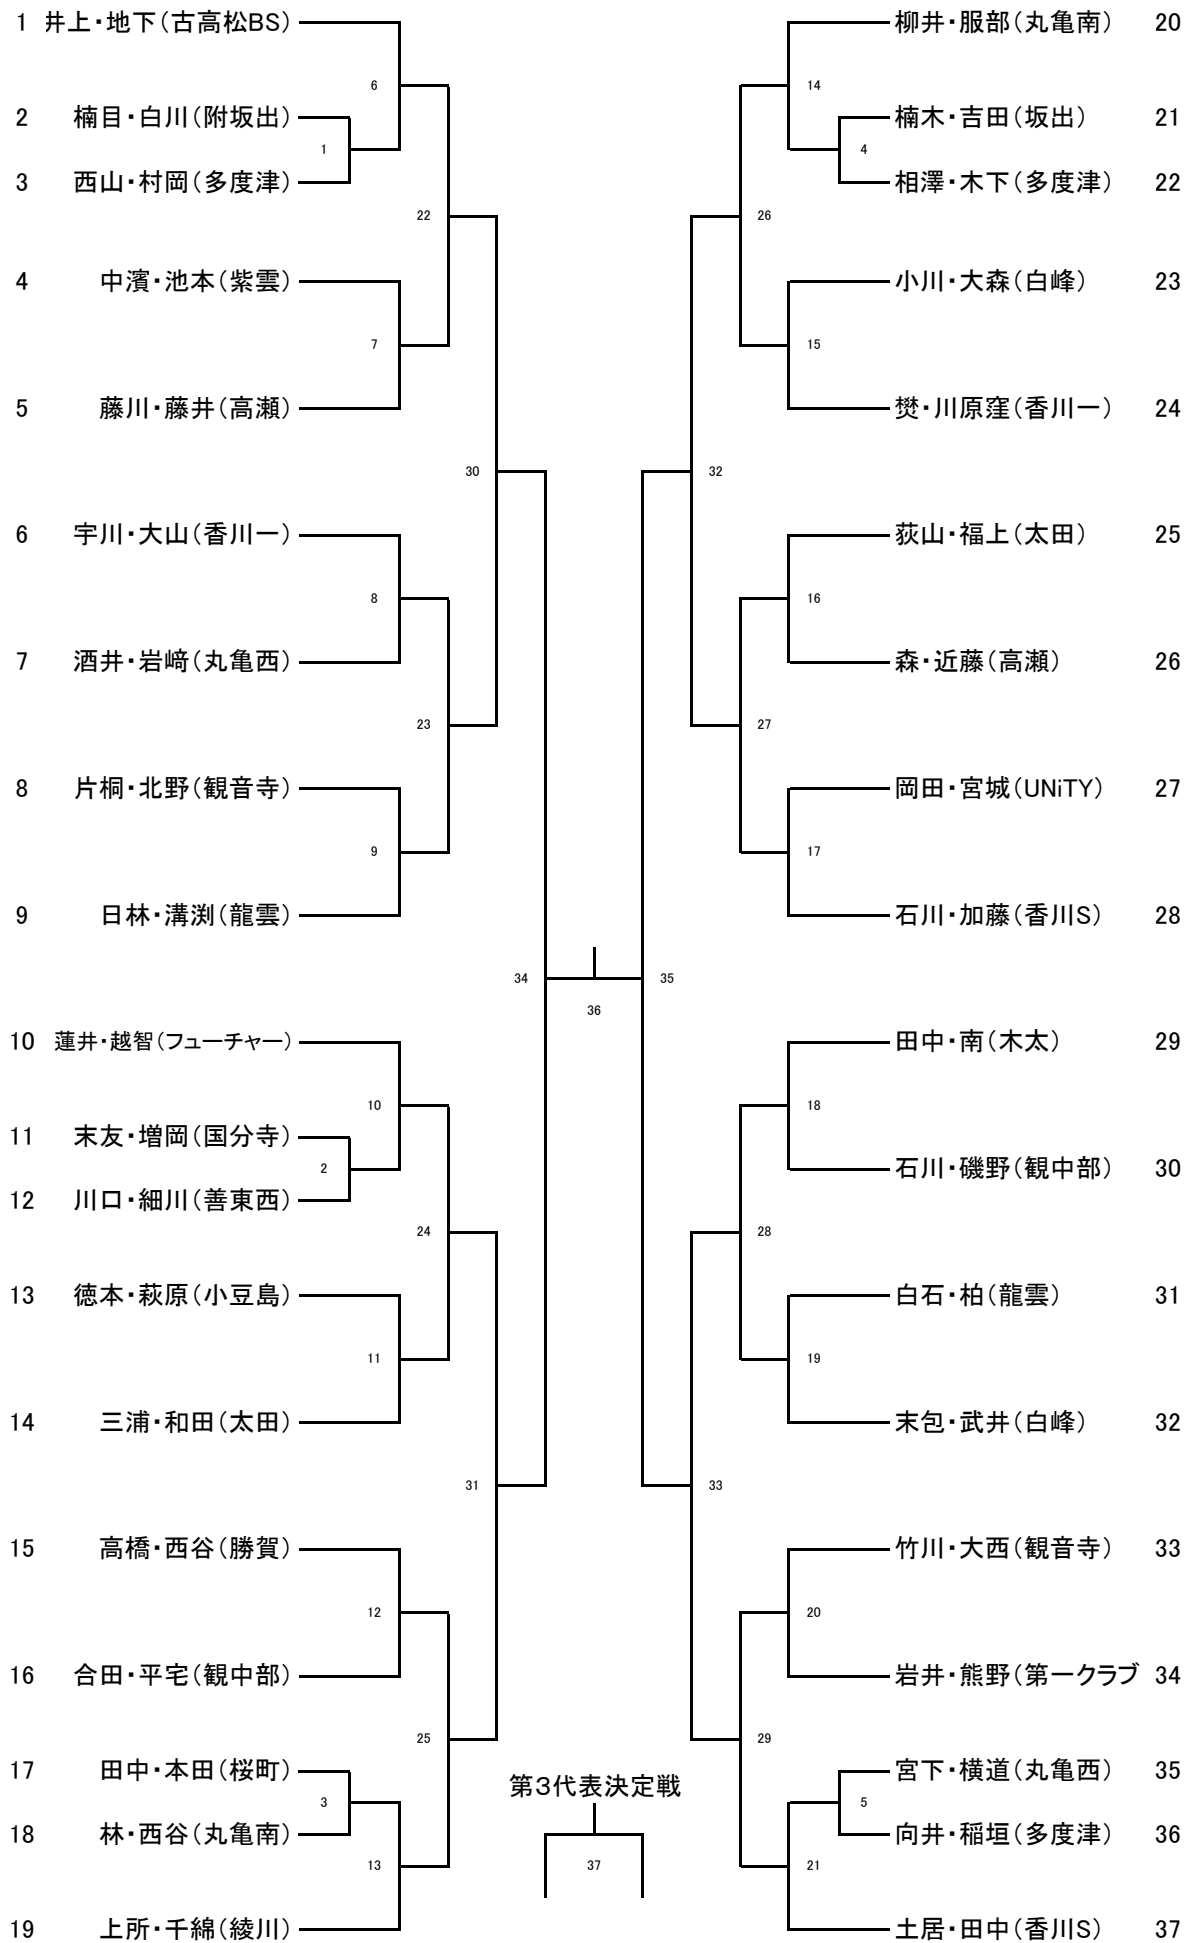 1 井上・地下(古高松BS)
6
2 楠目・白川(附坂出)
1
3 西山・村岡(多度津)
22
4 中濱・池本(紫雲)
7
5 藤川・藤井(高瀬)
30
6 宇川・大山(香川一)
8
7 酒井・岩﨑(丸亀西)
23
8 片桐・北野(観音寺)
9
9 日林・溝渕(龍雲)
34
10 蓮井・越智(フューチャー)
10
11 末友・増岡(国分寺)
2
12 川口・細川(善東西)
24
13 徳本・萩原(小豆島)
11
14 三浦・和田(太田)
31
15 高橋・西谷(勝賀)
12
16 合田・平宅(観中部)
25
17 田中・本田(桜町)
3
18 林・西谷(丸亀南)
13
19 上所・千綿(綾川)
36
第3代表決定戦
37
柳井・服部(丸亀南) 20
14
楠木・吉田(坂出) 21
4
相澤・木下(多度津) 22
26
小川・大森(白峰) 23
15
樊・川原窪(香川一) 24
32
荻山・福上(太田) 25
16
森・近藤(高瀬) 26
27
岡田・宮城(UNiTY) 27
17
石川・加藤(香川S) 28
35
田中・南(木太) 29
18
石川・磯野(観中部) 30
28
白石・柏(龍雲) 31
19
末包・武井(白峰) 32
33
竹川・大西(観音寺) 33
20
岩井・熊野(第一クラブ 34
29
宮下・横道(丸亀西) 35
5
向井・稲垣(多度津) 36
21
土居・田中(香川S) 37